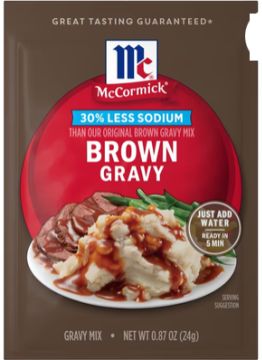 GREAT TASTING GUARANTEED*
Mc
McCormick®
30% LESS SODIUM
THAN OUR ORIGINAL BROWN GRAVY MIX
BROWN
GRAVY
JUST ADD
WATER
READY IN
5 MIN
SERVING
SUGGESTION
GRAVY MIX • NET WT 0.87 OZ (24g)